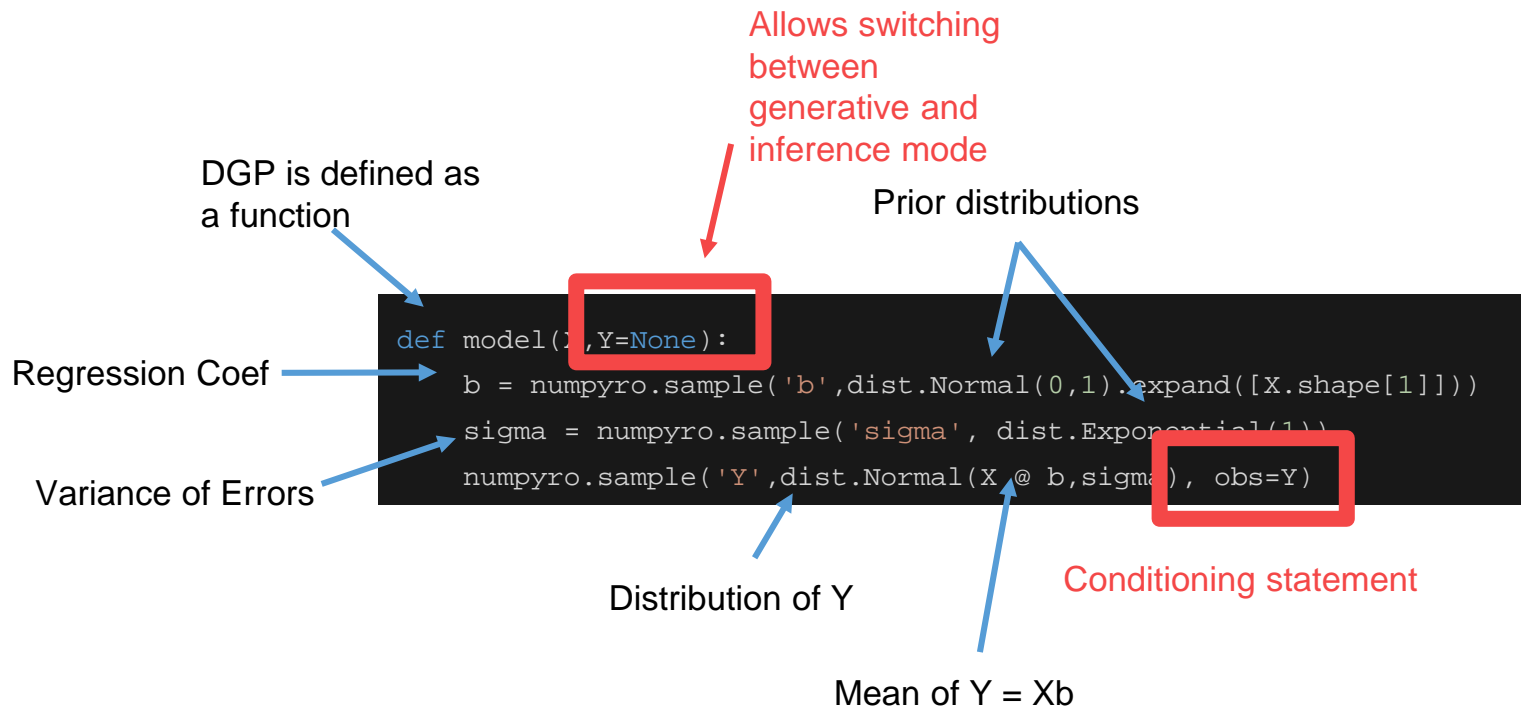 Allows switching
between
generative and
inference mode
DGP is defined as
a function
Prior distributions
def model(X,Y=None):
b = numpyro.sample('b',dist.Normal(0,1).expand([X.shape[1]]))
sigma = numpyro.sample('sigma', dist.Exponential(1))
numpyro.sample('Y',dist.Normal(X @ b,sigma), obs=Y)
Regression Coef
Variance of Errors
Distribution of Y
Conditioning statement
Mean of Y = Xb